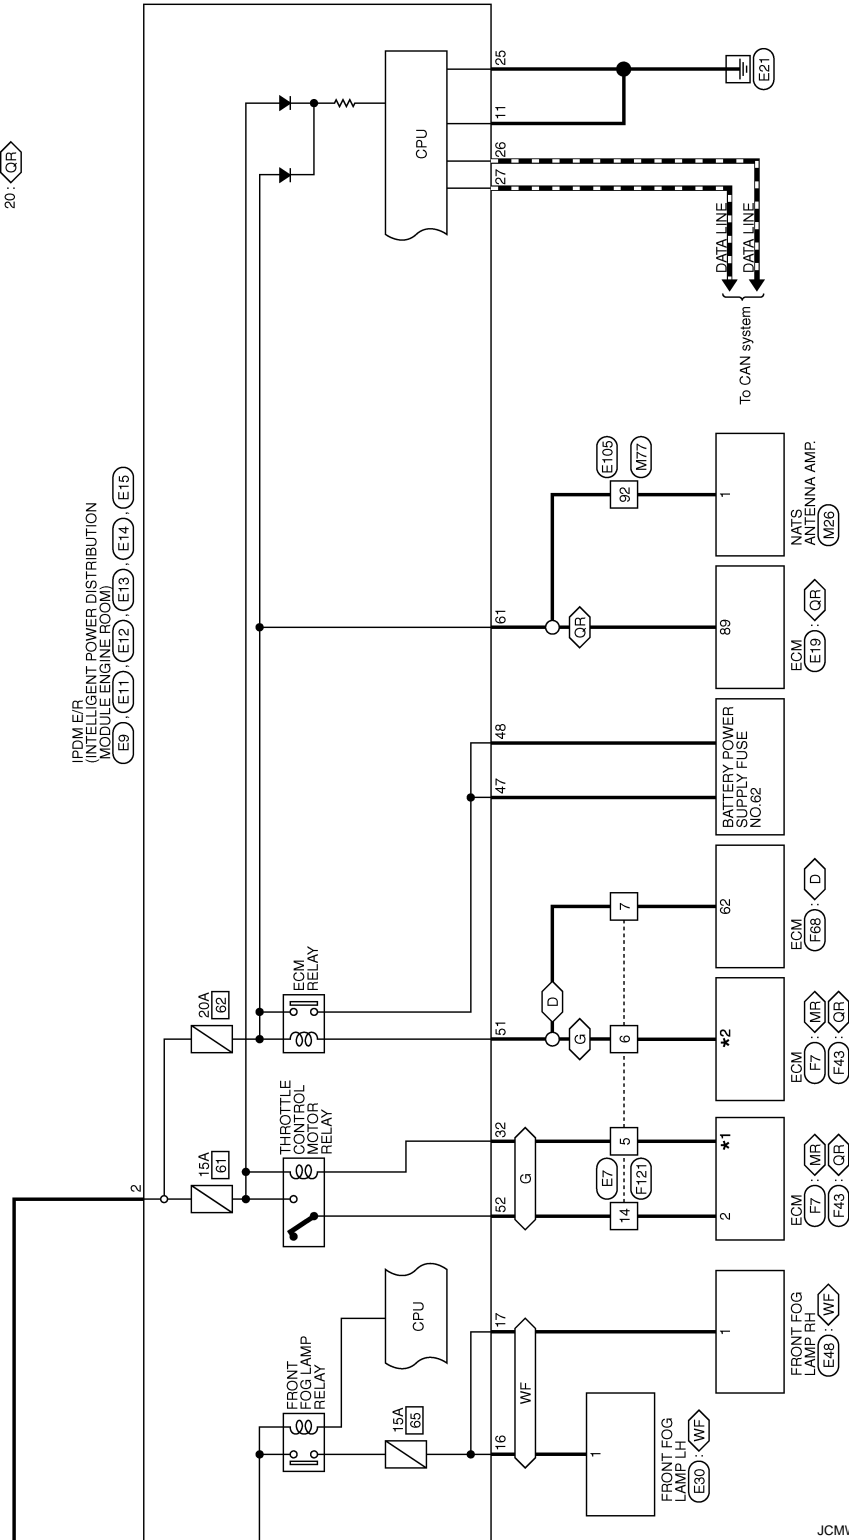 20 : QR
IPDM E/R
(INTELLIGENT POWER DISTRIBUTION
MODULE ENGINE ROOM)
E9 , E11 , E12 , E13 , E14 , E15
2
15A
61
20A
62
FRONT
FOG LAMP
RELAY
THROTTLE
CONTROL
MOTOR
RELAY
ECM
RELAY
15A
65
CPU
CPU
16
17
52
32
51
47
48
61
27
26
11
25
WF
G
G
D
QR
E7
F121
14
5
6
7
E105
M77
92
DATA LINE
DATA LINE
To CAN system
E21
1
FRONT FOG
LAMP LH
E30 : WF
1
FRONT FOG
LAMP RH
E48 : WF
2
*1
ECM
F7 : MR
F43 : QR
*2
ECM
F7 : MR
F43 : QR
62
ECM
F68 : D
BATTERY POWER
SUPPLY FUSE
NO.62
89
ECM
E19 : QR
1
NATS
ANTENNA AMP.
M26